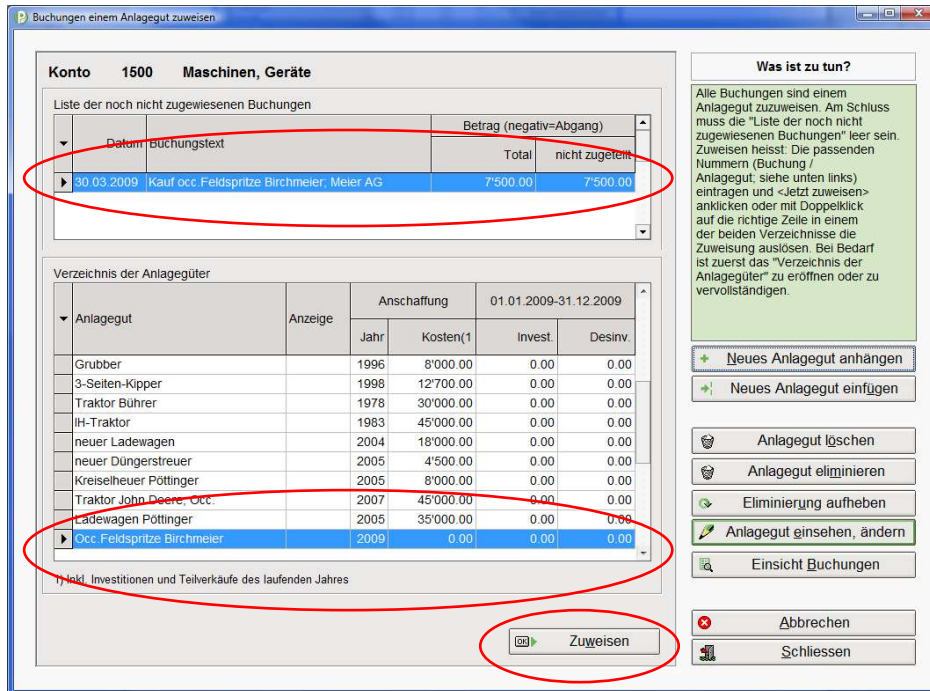 Buchungen einem Anlagegut zuweisen
Konto 1500 Maschinen, Geräte
Liste der noch nicht zugewiesenen Buchungen
Datum Buchungstext Betrag (negativ=Abgang)
Total nicht zugeteilt
30.03.2009 Kauf occ.Feldspritze Birchmeier; Meier AG 7'500.00 7'500.00
Verzeichnis der Anlagegüter
Anlagegut Anzeige Anschaffung 01.01.2009-31.12.2009
Jahr Kosten(1 Invest. Desinv.
Grubber 1996 8'000.00 0.00 0.00
3-Seiten-Kipper 1998 12'700.00 0.00 0.00
Traktor Bührer 1978 30'000.00 0.00 0.00
IH-Traktor 1983 45'000.00 0.00 0.00
neuer Ladewagen 2004 18'000.00 0.00 0.00
neuer Düngerstreuer 2005 4'500.00 0.00 0.00
Kreiselheuer Pöttinger 2005 8'000.00 0.00 0.00
Traktor John Deere, Occ. 2007 45'000.00 0.00 0.00
Ladewagen Pöttinger 2005 35'000.00 0.00 0.00
Occ.Feldspritze Birchmeier 2009 0.00 0.00 0.00
1) Inkl. Investitionen und Teilverkäufe des laufenden Jahres
OK Zuweisen
Was ist zu tun?
Alle Buchungen sind einem
Anlagegut zuzuweisen. Am Schluss
muss die "Liste der noch nicht
zugewiesenen Buchungen" leer sein.
Zuweisen heisst: Die passenden
Nummern (Buchung /
Anlagegut; siehe unten links)
eintragen und <Jetzt zuweisen>
anklicken oder mit Doppelklick
auf die richtige Zeile in einem
der beiden Verzeichnisse die
Zuweisung auslösen. Bei Bedarf
ist zuerst das "Verzeichnis der
Anlagegüter" zu eröffnen oder zu
vervollständigen.
Neues Anlagegut anhängen
Neues Anlagegut einfügen
Anlagegut löschen
Anlagegut eliminieren
Eliminierung aufheben
Anlagegut einsehen, ändern
Einsicht Buchungen
Abbrechen
Schliessen